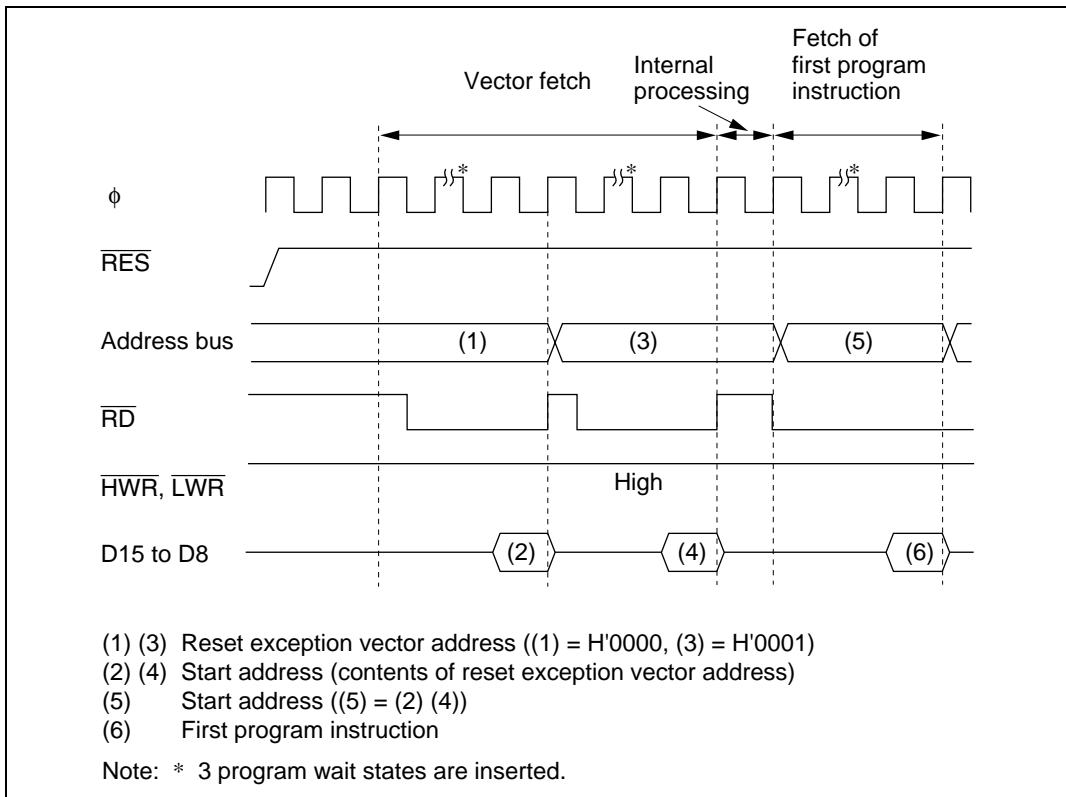 Vector fetch
Internal
processing
Fetch of
first program
instruction
* * *
ϕ
RES
Address bus (1) (3) (5)
RD
HWR, LWR High
D15 to D8 (2) (4) (6)
(1) (3) Reset exception vector address ((1) = H'0000, (3) = H'0001)
(2) (4) Start address (contents of reset exception vector address)
(5) Start address ((5) = (2) (4))
(6) First program instruction
Note: * 3 program wait states are inserted.